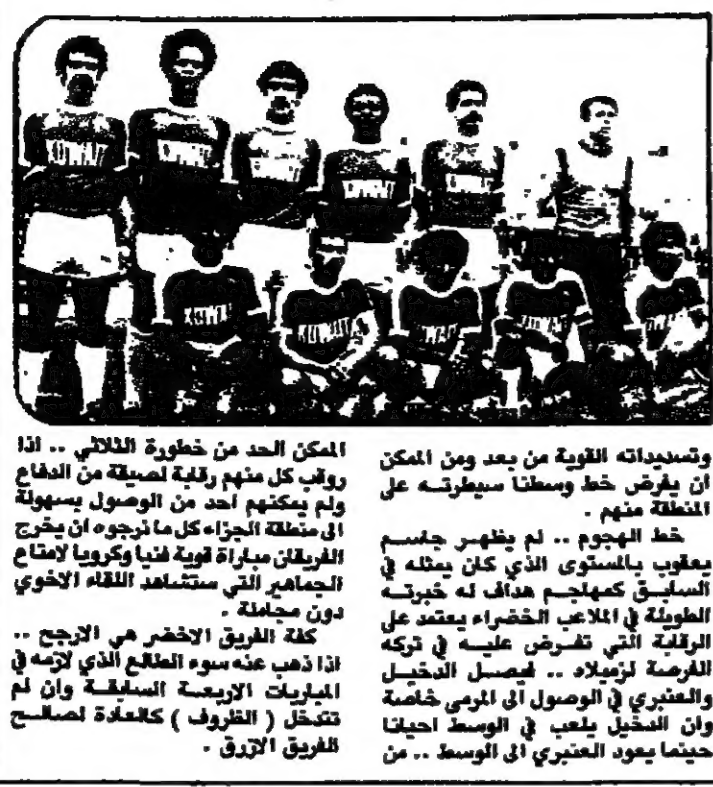 KUWAIT
KUWAIT
KUWAIT
KUWAIT
KUWAIT
KUWAIT
KUWAIT
KUWAIT
KUWAIT
وتسديداته القوية من بعد ومن الممكن
ان يفرض خط وسطنا سيطرته على
المنطقة منهم .
خط الهجوم .. لم يظهر جاسم
يعقوب بالمستوى الذي كان يمثله في
السابق كمهاجم هداف له خبرته
الطويلة في الملاعب الخضراء يعتمد على
الرقابة التي تفرض عليه في تركه
الفرصة لزميلاه .. فيصل الدخيل
والعنبري في الوصول الى المرمى خاصة
وان الدخيل يلعب في الوسط احيانا
حينما يعود العنبري الى الوسط .. من
الممكن الحد من خطورة الثلاثي .. اذا
روقب كل منهم رقابة لصيقة من الدفاع
ولم يمكنهم احد من الوصول بسهولة
الى منطقة الجزاء كل ما نرجوه ان يخرج
الفريقان مباراة قوية فنيا وكرويا لامتاع
الجماهير التي ستشاهد اللقاء الاخوي
دون مجاملة .
كفة الفريق الاخضر هي الارجح ..
اذا ذهب عنه سوء الطالع الذي لازمه في
المباريات الاربعة السابقة وان لم
تتدخل ( الظروف ) كالعادة لصالح
الفريق الازرق .